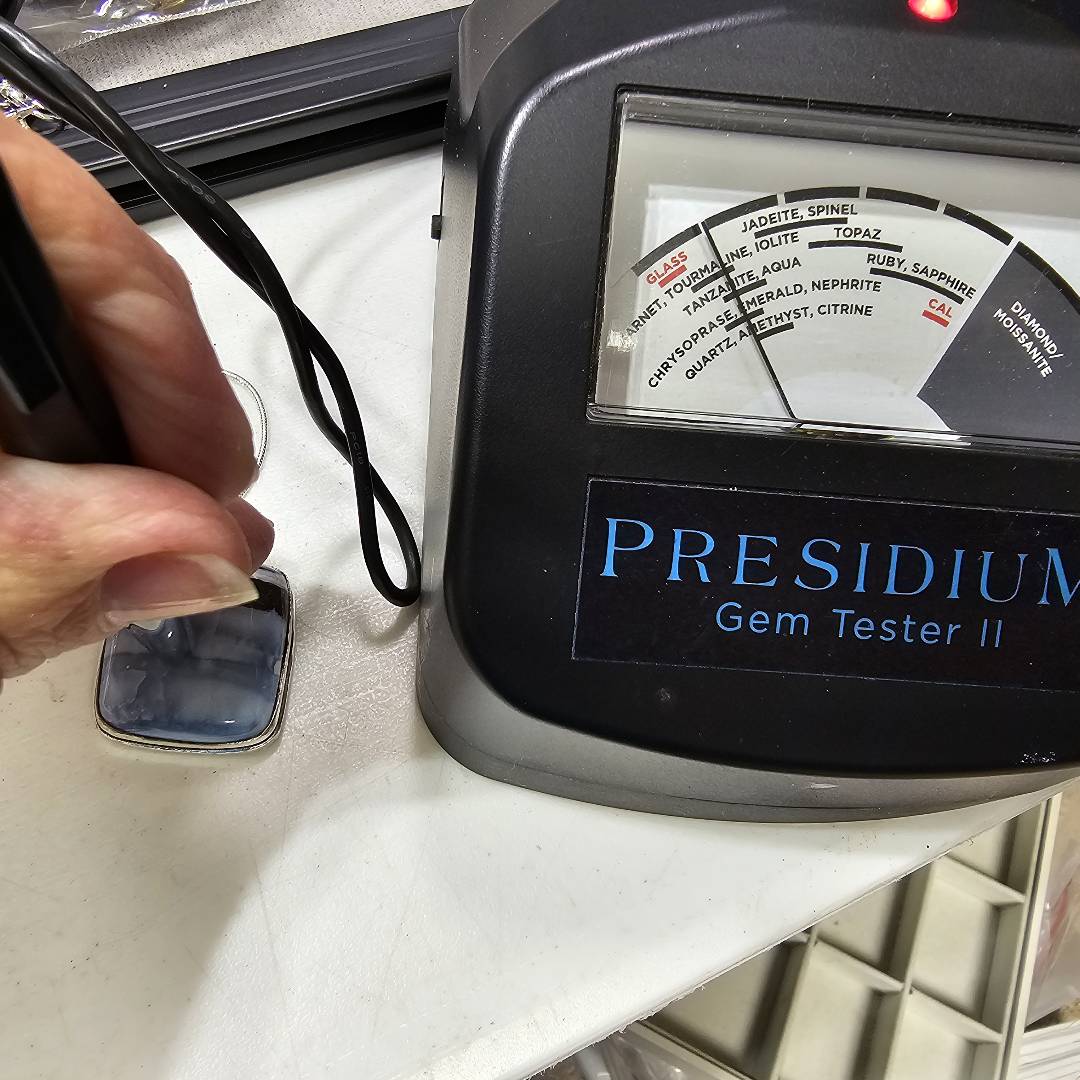 JADEITE, SPINEL
GLASS
TOURMALINE, IOLITE
TOPAZ
TANZANITE, AQUA
RUBY, SAPPHIRE
CHRYSOPRASE, EMERALD, NEPHRITE
CAL
QUARTZ, AMETHYST, CITRINE
DIAMOND/
MOISSANITE
PRESIDIUM
Gem Tester II